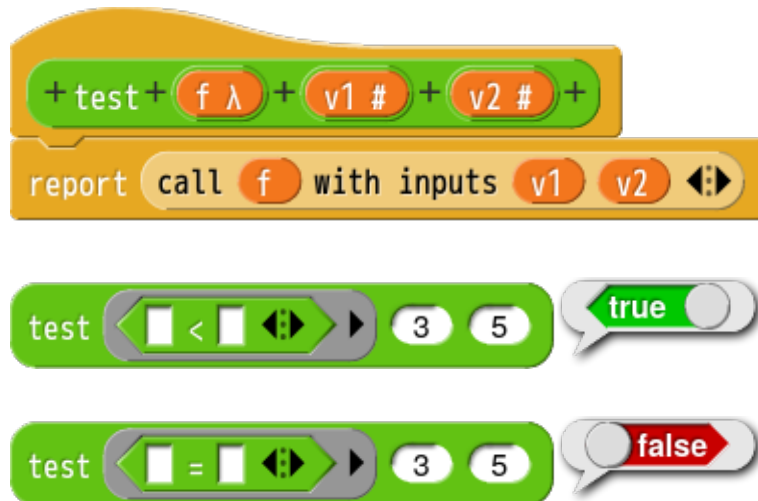 + test + f λ + v1 # + v2 # +
report call f with inputs v1 v2
test < 3 5 true
test = 3 5 false